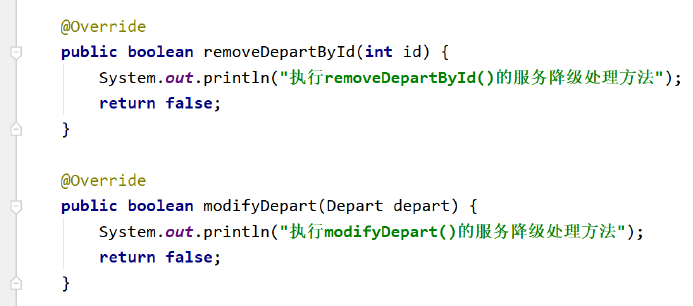 @Override
public boolean removeDepartById(int id) {
System.out.println("执行removeDepartById()的服务降级处理方法");
return false;
}
@Override
public boolean modifyDepart(Depart depart) {
System.out.println("执行modifyDepart()的服务降级处理方法");
return false;
}